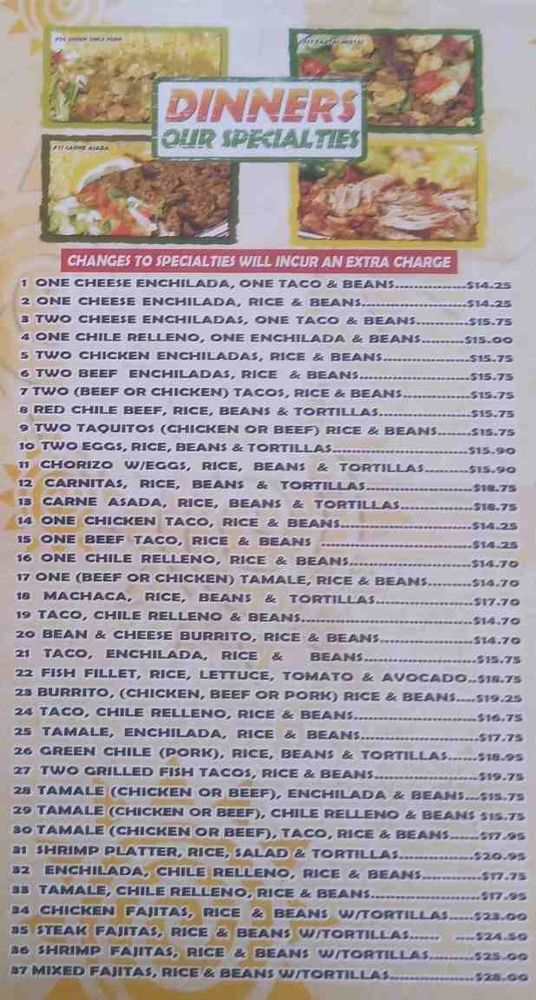 #26 GREEN CHILE PORK
#11 CARNE ASADA
DINNERS
OUR SPECIALTIES
CHANGES TO SPECIALTIES WILL INCUR AN EXTRA CHARGE
1 ONE CHEESE ENCHILADA, ONE TACO & BEANS................$14.25
2 ONE CHEESE ENCHILADA, RICE & BEANS.......................$14.25
3 TWO CHEESE ENCHILADAS, ONE TACO & BEANS...........$15.75
4 ONE CHILE RELLENO, ONE ENCHILADA & BEANS.........$15.00
5 TWO CHICKEN ENCHILADAS, RICE & BEANS..................$15.75
6 TWO BEEF ENCHILADAS, RICE & BEANS.......................$15.75
7 TWO (BEEF OR CHICKEN) TACOS, RICE & BEANS..............$15.75
8 RED CHILE BEEF, RICE, BEANS & TORTILLAS...................$15.75
9 TWO TAQUITOS (CHICKEN OR BEEF) RICE & BEANS.......$15.75
10 TWO EGGS, RICE, BEANS & TORTILLAS..............................$15.90
11 CHORIZO W/EGGS, RICE, BEANS & TORTILLAS...............$15.90
12 CARNITAS, RICE, BEANS & TORTILLAS.......................$18.75
13 CARNE ASADA, RICE, BEANS & TORTILLAS................$18.75
14 ONE CHICKEN TACO, RICE & BEANS............................$14.25
15 ONE BEEF TACO, RICE & BEANS ................................$14.25
16 ONE CHILE RELLENO, RICE & BEANS...........................$14.70
17 ONE (BEEF OR CHICKEN) TAMALE, RICE & BEANS.........$14.70
18 MACHACA, RICE, BEANS & TORTILLAS.....................$17.70
19 TACO, CHILE RELLENO & BEANS....................................$14.70
20 BEAN & CHEESE BURRITO, RICE & BEANS...................$14.70
21 TACO, ENCHILADA, RICE & BEANS.......................$15.75
22 FISH FILLET, RICE, LETTUCE, TOMATO & AVOCADO..$18.75
23 BURRITO, (CHICKEN, BEEF OR PORK) RICE & BEANS....$19.25
24 TACO, CHILE RELLENO, RICE & BEANS.........................$16.75
25 TAMALE, ENCHILADA, RICE & BEANS........................$17.75
26 GREEN CHILE (PORK), RICE, BEANS & TORTILLAS......$18.95
27 TWO GRILLED FISH TACOS, RICE & BEANS.....................$19.75
28 TAMALE (CHICKEN OR BEEF), ENCHILADA & BEANS...$15.75
29 TAMALE (CHICKEN OR BEEF), CHILE RELLENO & BEANS $15.75
30 TAMALE (CHICKEN OR BEEF), TACO, RICE & BEANS......$17.95
31 SHRIMP PLATTER, RICE, SALAD & TORTILLAS................$20.95
32 ENCHILADA, CHILE RELLENO, RICE & BEANS.............$17.75
33 TAMALE, CHILE RELLENO, RICE & BEANS.......................$17.95
34 CHICKEN FAJITAS, RICE & BEANS W/TORTILLAS.....$23.00
35 STEAK FAJITAS, RICE & BEANS W/TORTILLAS...... ....$24.50
36 SHRIMP FAJITAS, RICE & BEANS W/TORTILLAS.........$25.00
37 MIXED FAJITAS, RICE & BEANS W/TORTILLAS.................$28.00